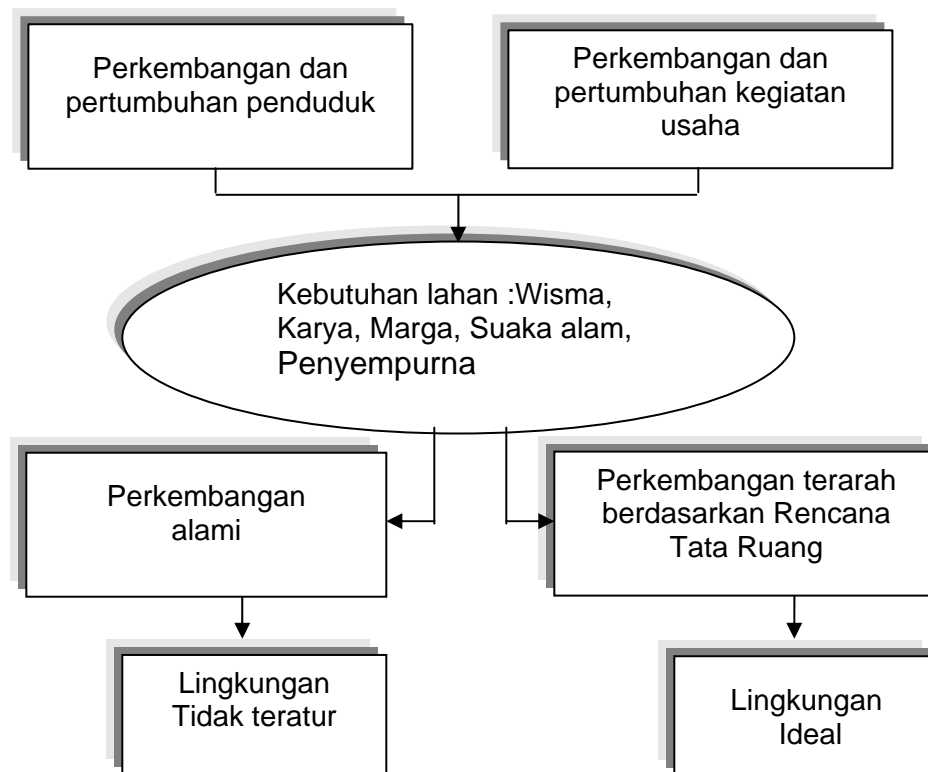 Perkembangan dan
pertumbuhan penduduk
Perkembangan dan
pertumbuhan kegiatan
usaha
Kebutuhan lahan :Wisma,
Karya, Marga, Suaka alam,
Penyempurna
Perkembangan
alami
Perkembangan terarah
berdasarkan Rencana
Tata Ruang
Lingkungan
Tidak teratur
Lingkungan
Ideal